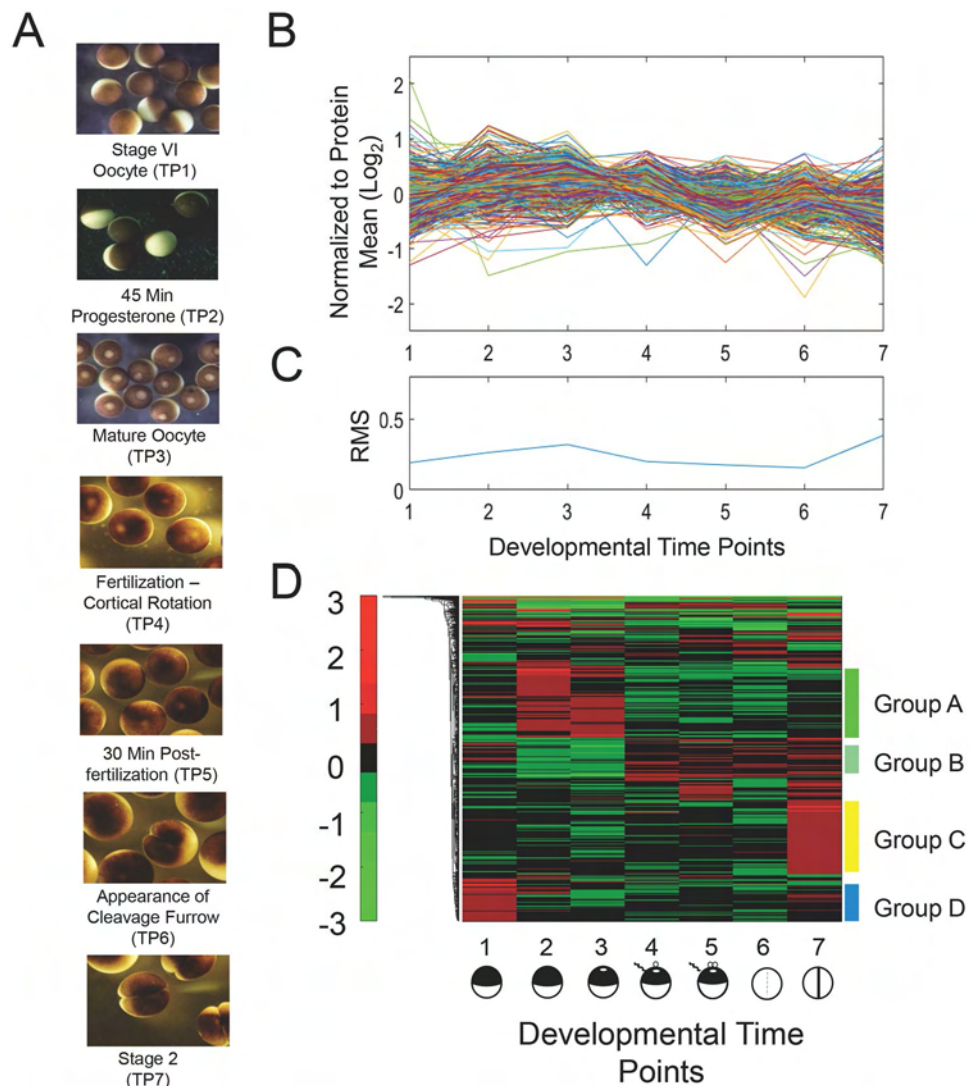 A
Stage VI
Oocyte (TP1)
45 Min
Progesterone (TP2)
Mature Oocyte
(TP3)
Fertilization –
Cortical Rotation
(TP4)
30 Min Post-
fertilization (TP5)
Appearance of
Cleavage Furrow
(TP6)
Stage 2
(TP7)
B
Normalized to Protein
Mean (Log2)
2
1
0
-1
-2
1 2 3 4 5 6 7
C
RMS
0.5
0
1 2 3 4 5 6 7
Developmental Time Points
D
3
2
1
0
-1
-2
-3
Group A
Group B
Group C
Group D
1 2 3 4 5 6 7
Developmental Time
Points